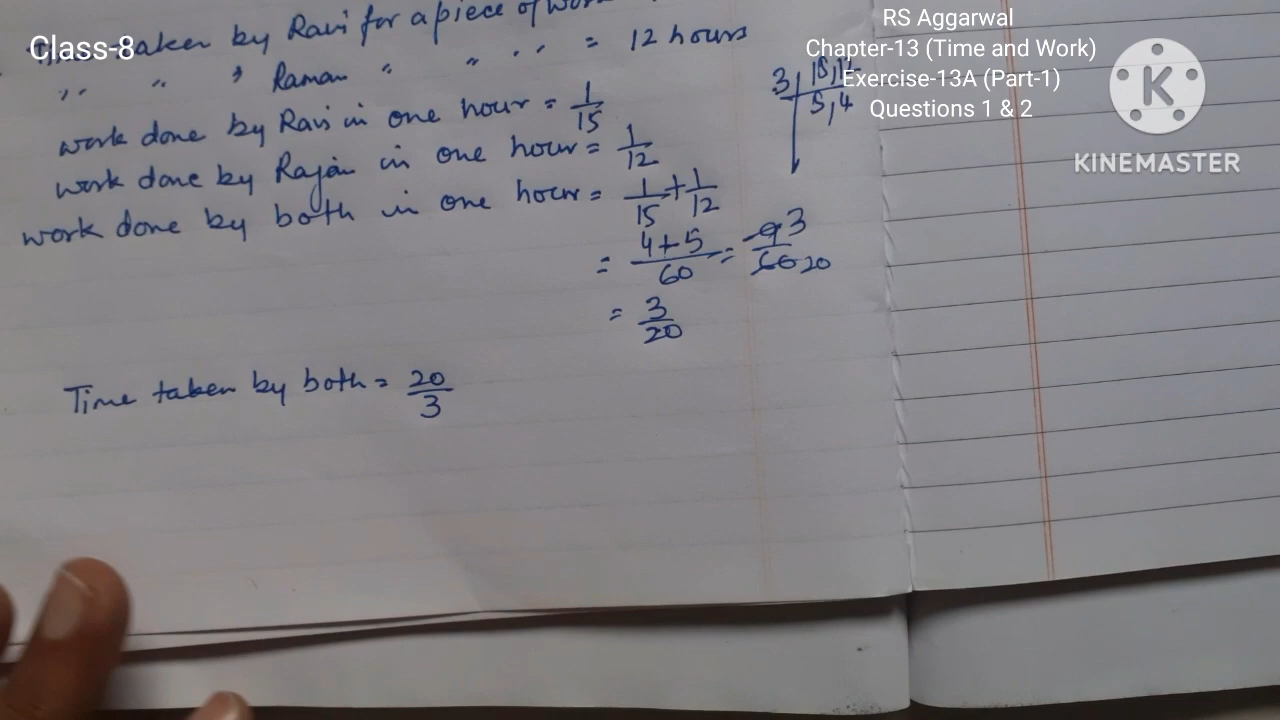 Class-8
RS Aggarwal
Chapter-13 (Time and Work)
Exercise-13A (Part-1)
Questions 1 & 2
KINEMASTER
Time taken by Ravi for a piece of work
,, " " Raman " " ,, = 12 hours
work done by Ravi in one hour = 1/15
work done by Rajan in one hour = 1/12
work done by both in one hour = 1/15 + 1/12
= 4+5/60 = 9/60 3/20
= 3/20
Time taken by both = 20/3
3 | 15, 12
5, 4